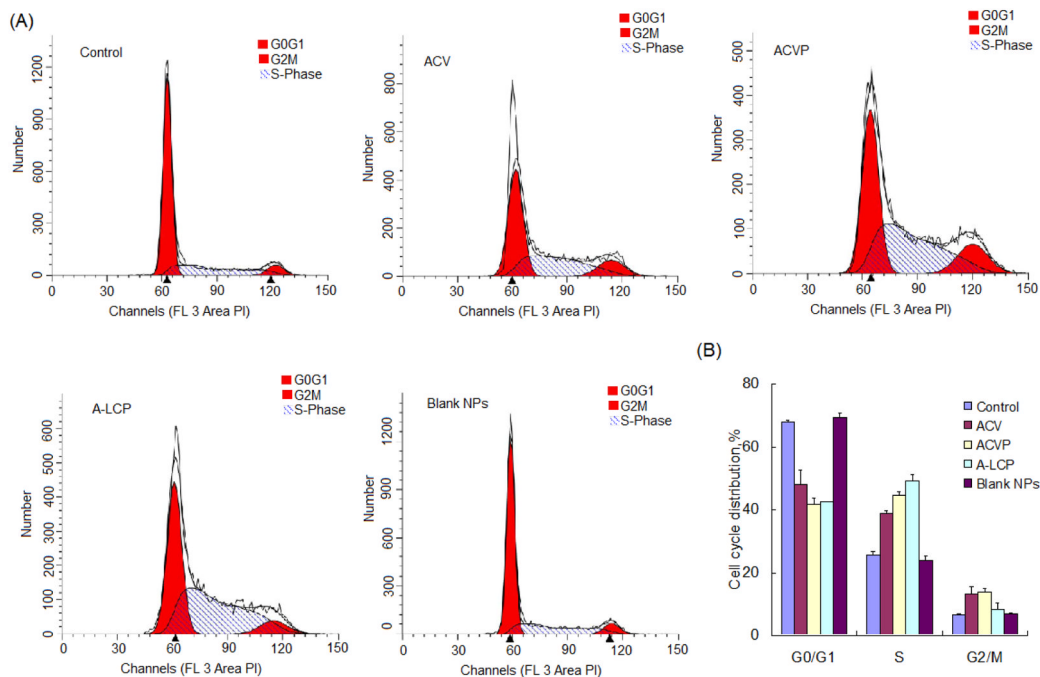 (A)
Control
G0G1
G2M
S-Phase
Number
0 300 600 900 1200
0 30 60 90 120 150
Channels (FL 3 Area PI)
ACV
G0G1
G2M
S-Phase
Number
0 200 400 600 800
0 30 60 90 120 150
Channels (FL 3 Area PI)
ACVP
G0G1
G2M
S-Phase
Number
0 100 200 300 400 500
0 30 60 90 120 150
Channels (FL 3 Area PI)
A-LCP
G0G1
G2M
S-Phase
Number
0 100 200 300 400 500 600
0 30 60 90 120 150
Channels (FL 3 Area PI)
Blank NPs
G0G1
G2M
S-Phase
Number
0 300 600 900 1200
0 30 60 90 120 150
Channels (FL 3 Area PI)
(B)
Cell cycle distribution,%
80
60
40
20
0
Control
ACV
ACVP
A-LCP
Blank NPs
G0/G1 S G2/M